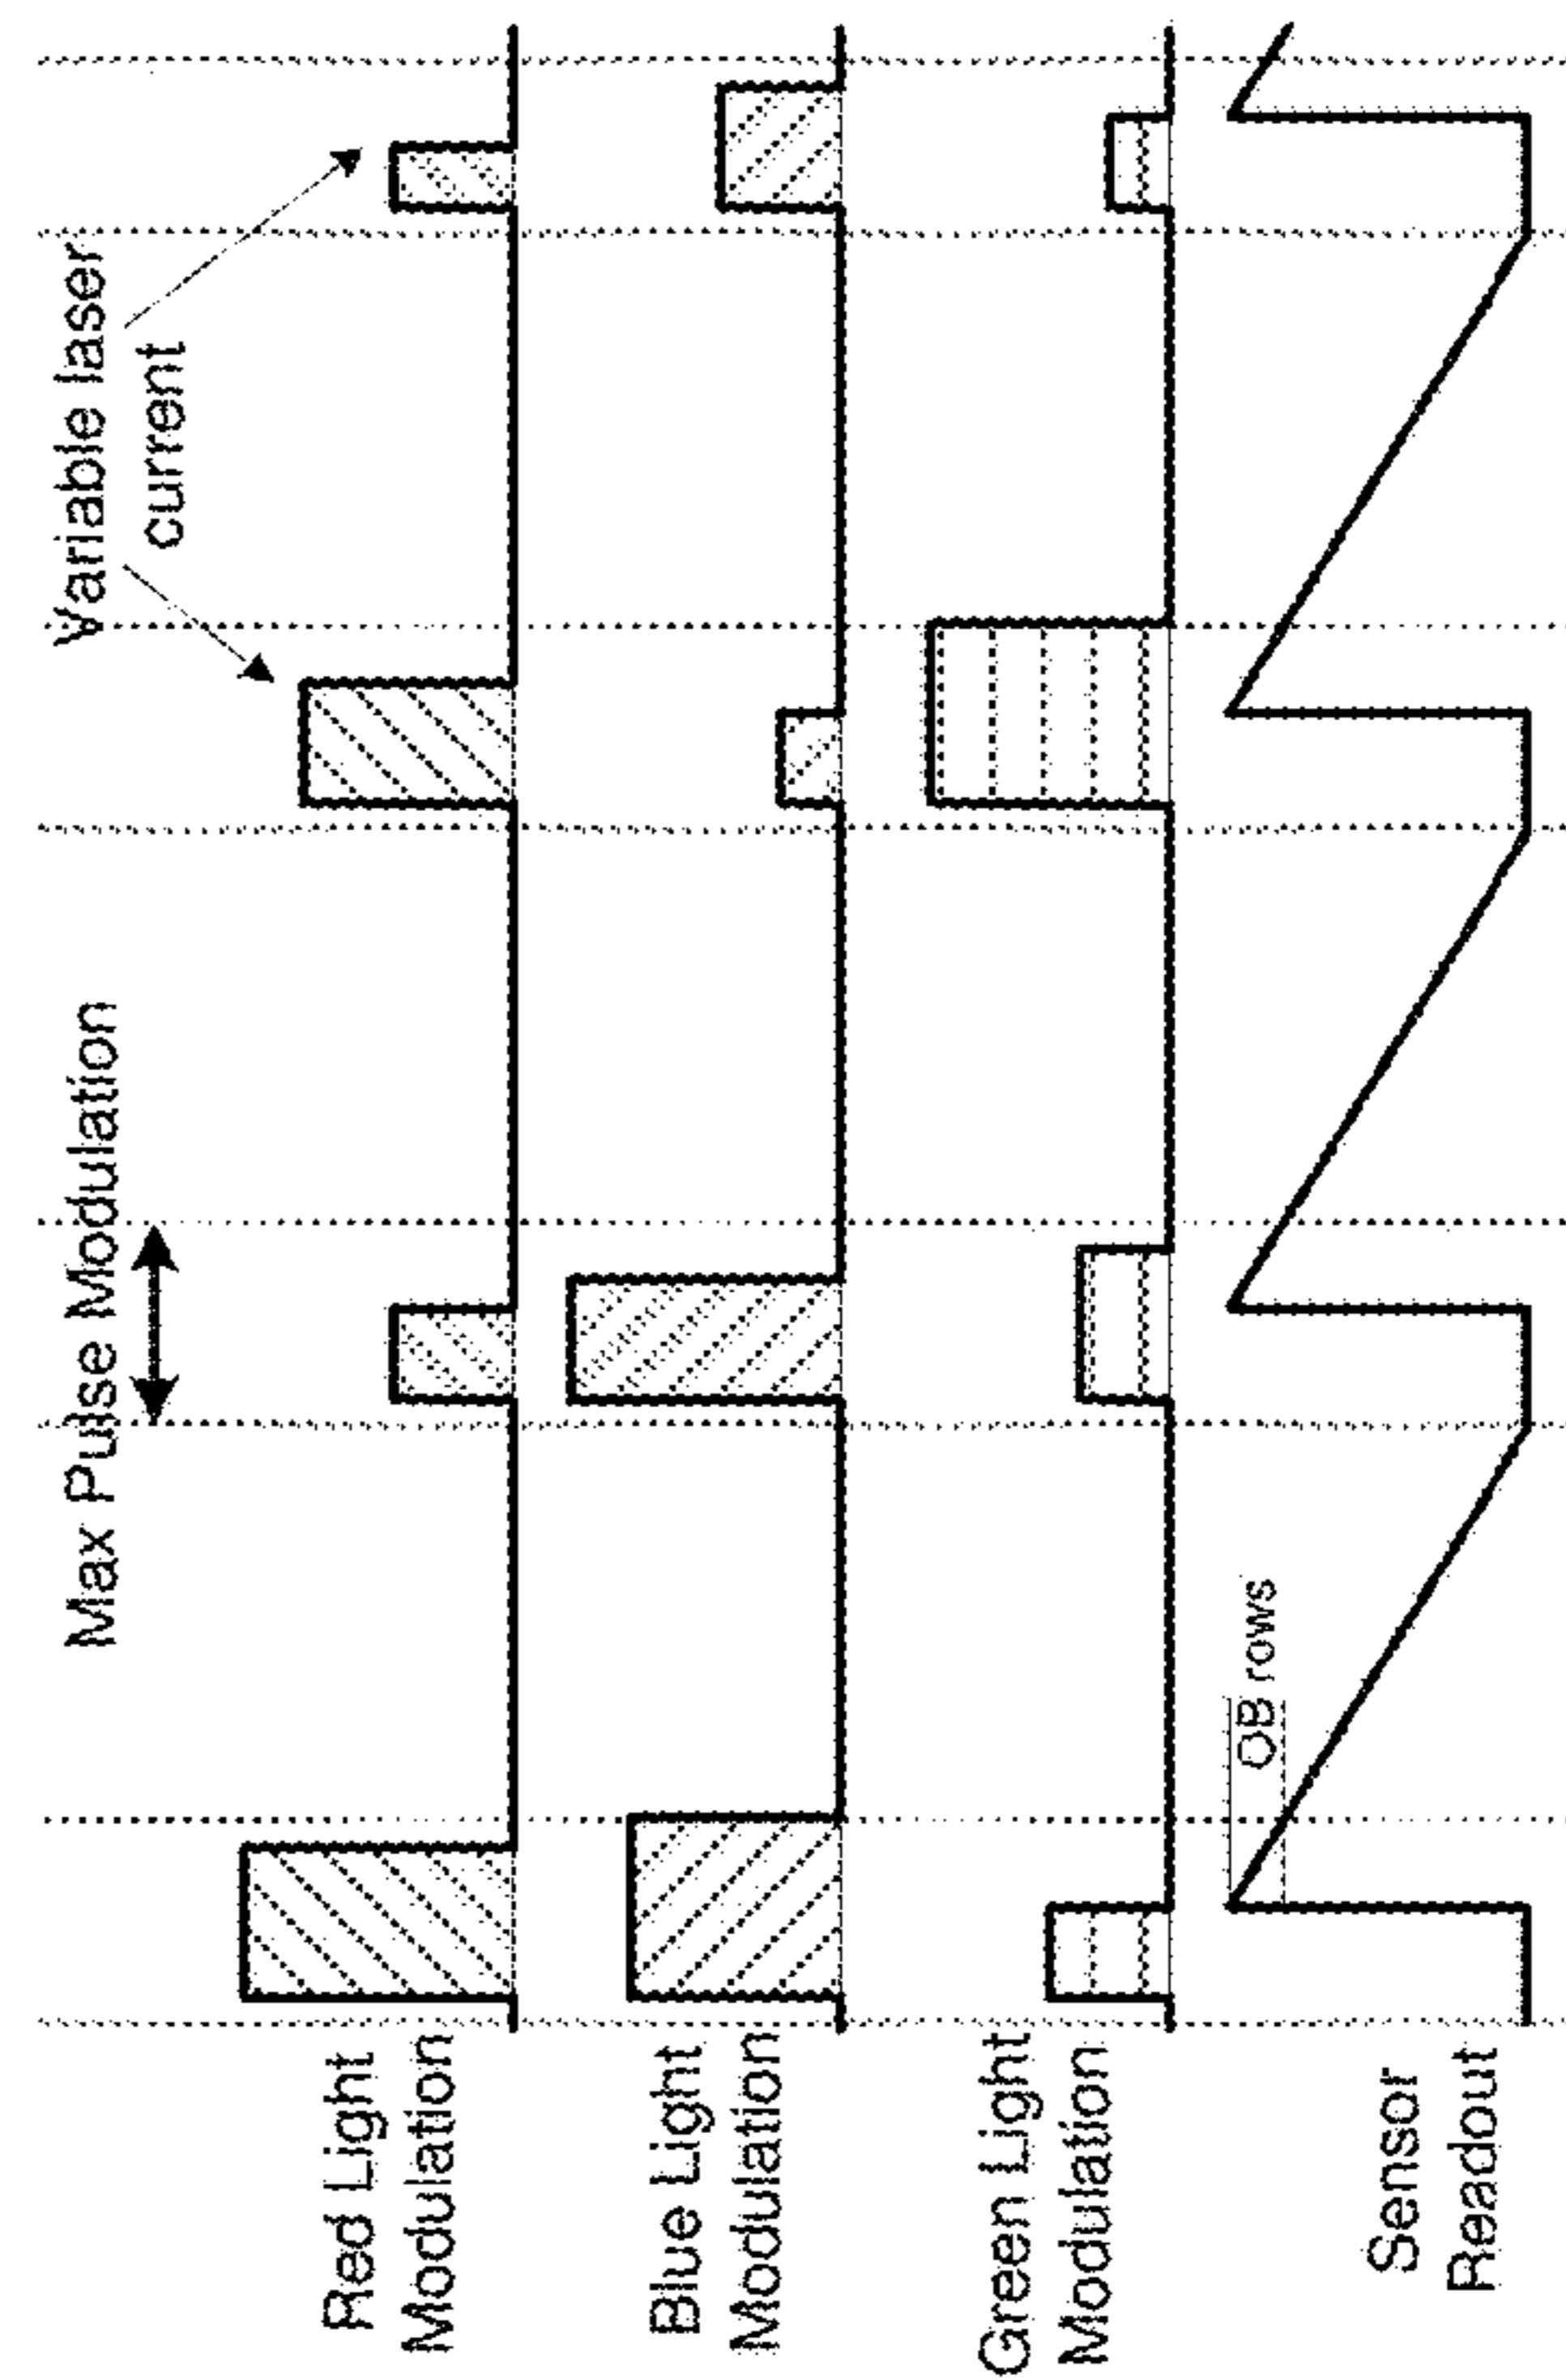 Max Pulse Modulation
Variable laser
current
Red Light
Modulation
Blue Light
Modulation
Green Light
Modulation
OB rows
Sensor
Readout